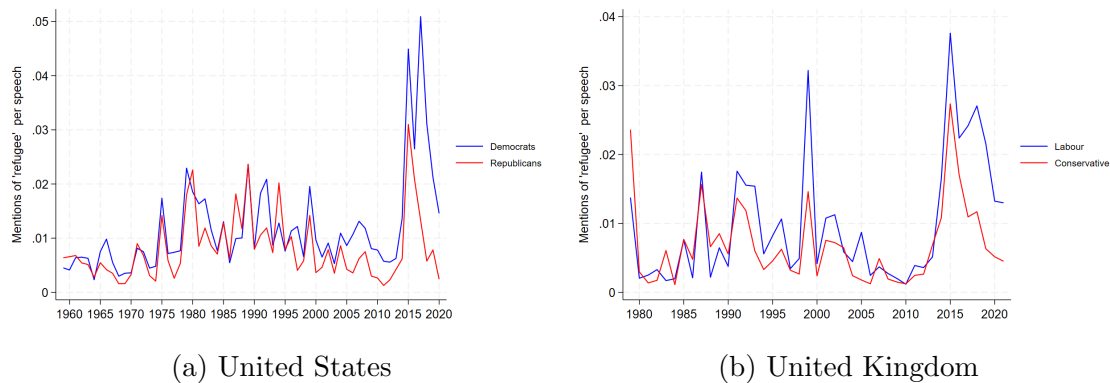 Mentions of 'refugee' per speech
.05
.04
.03
.02
.01
0
1960 1965 1970 1975 1980 1985 1990 1995 2000 2005 2010 2015 2020
Democrats
Republicans
(a) United States
Mentions of 'refugee' per speech
.04
.03
.02
.01
0
1980 1985 1990 1995 2000 2005 2010 2015 2020
Labour
Conservative
(b) United Kingdom